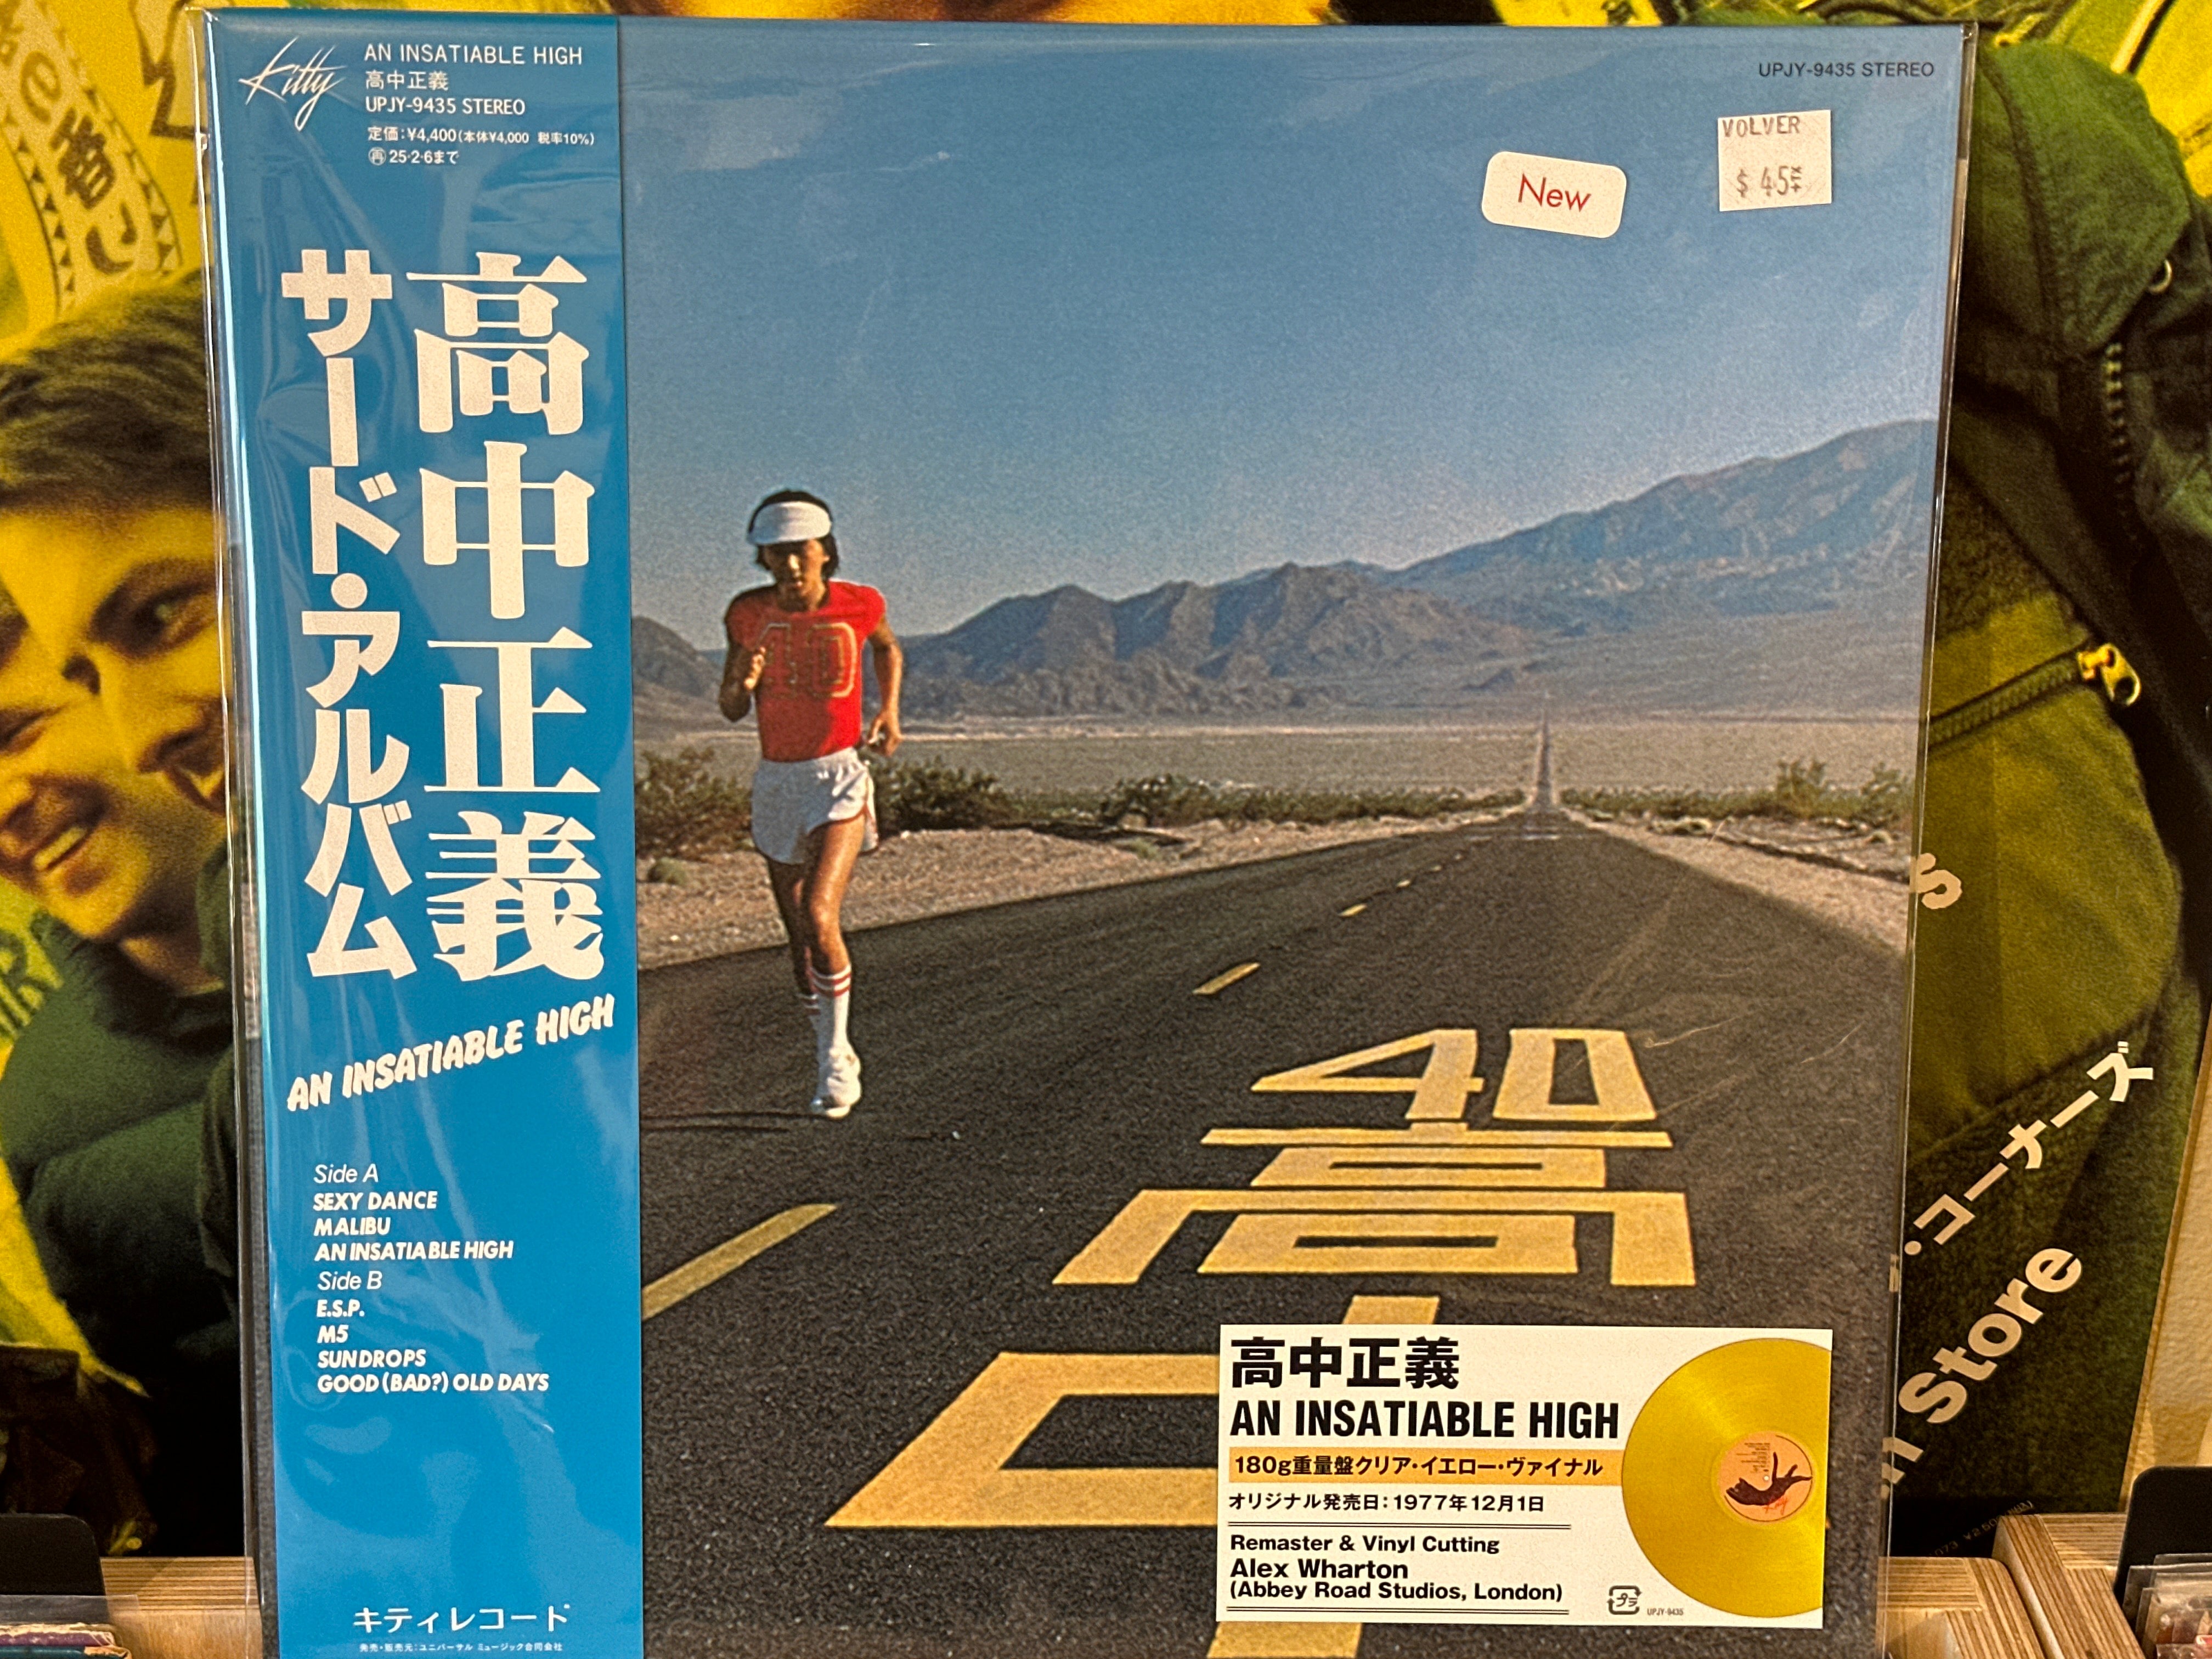 Kitty
AN INSATIABLE HIGH
高中正義
UPJY-9435 STEREO
定価:¥4,400(本体¥4,000 税率10%)
再 25・2・6まで
高中正義
サード・アルバム
AN INSATIABLE HIGH
Side A
SEXY DANCE
MALIBU
AN INSATIABLE HIGH
Side B
E.S.P.
M5
SUNDROPS
GOOD (BAD?) OLD DAYS
キティレコード
発売・販売元:ユニバーサル ミュージック合同会社
UPJY-9435 STEREO
New
VOLVER
$ 45
40
40
高
中
高中正義
AN INSATIABLE HIGH
180g重量盤クリア・イエロー・ヴァイナル
オリジナル発売日:1977年12月1日
Remaster & Vinyl Cutting
Alex Wharton
(Abbey Road Studios, London)
プラ
UPJY-9435
・コーナーズ
Store